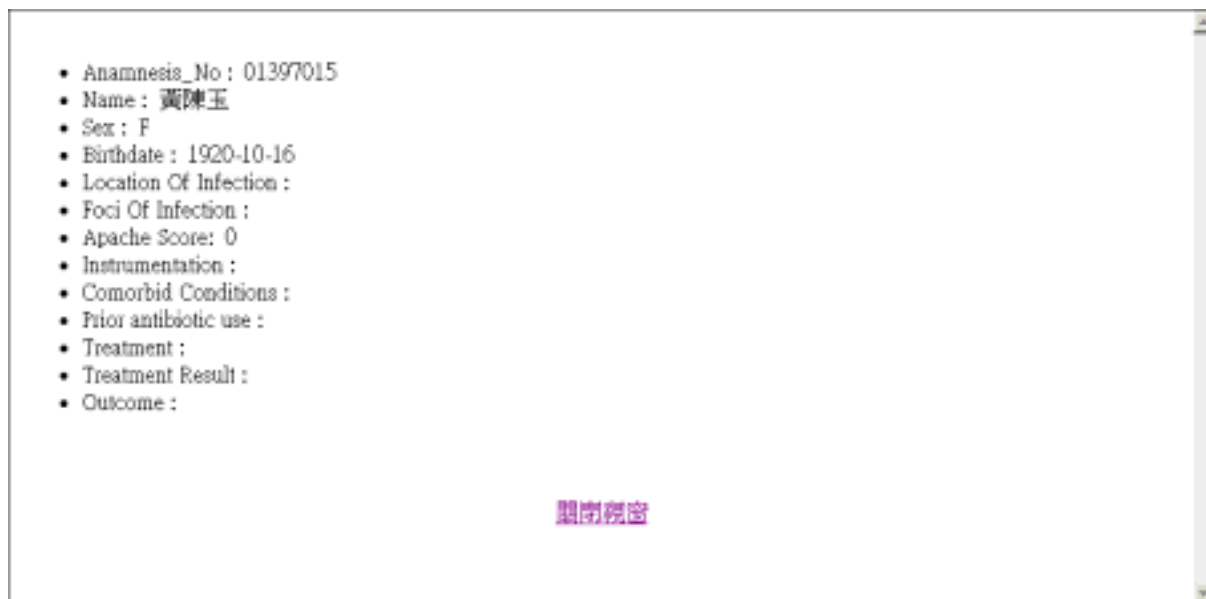 Anamnesis_No : 01397015
Name : 黃陳玉
Sex : F
Birthdate : 1920-10-16
Location Of Infection :
Foci Of Infection :
Apache Score: 0
Instrumentation :
Comorbid Conditions :
Prior antibiotic use :
Treatment :
Treatment Result :
Outcome :
關閉視窗